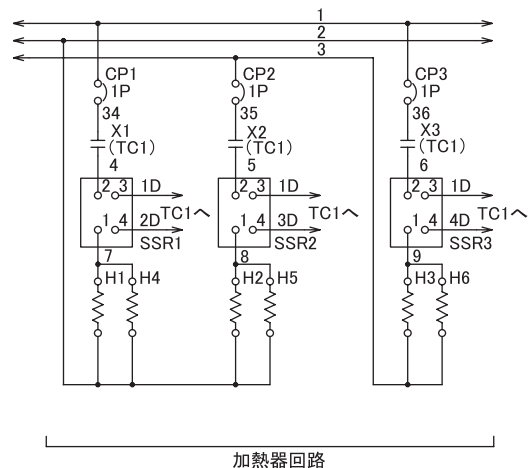 1
2
3
CP1
1P
CP2
1P
CP3
1P
34
35
36
X1
(TC1)
X2
(TC1)
X3
(TC1)
4
5
6
2 3 1D
2 3 1D
2 3 1D
TC1へ
TC1へ
TC1へ
1 4 2D
1 4 3D
1 4 4D
SSR1
SSR2
SSR3
7
8
9
H1 H4
H2 H5
H3 H6
加熱器回路